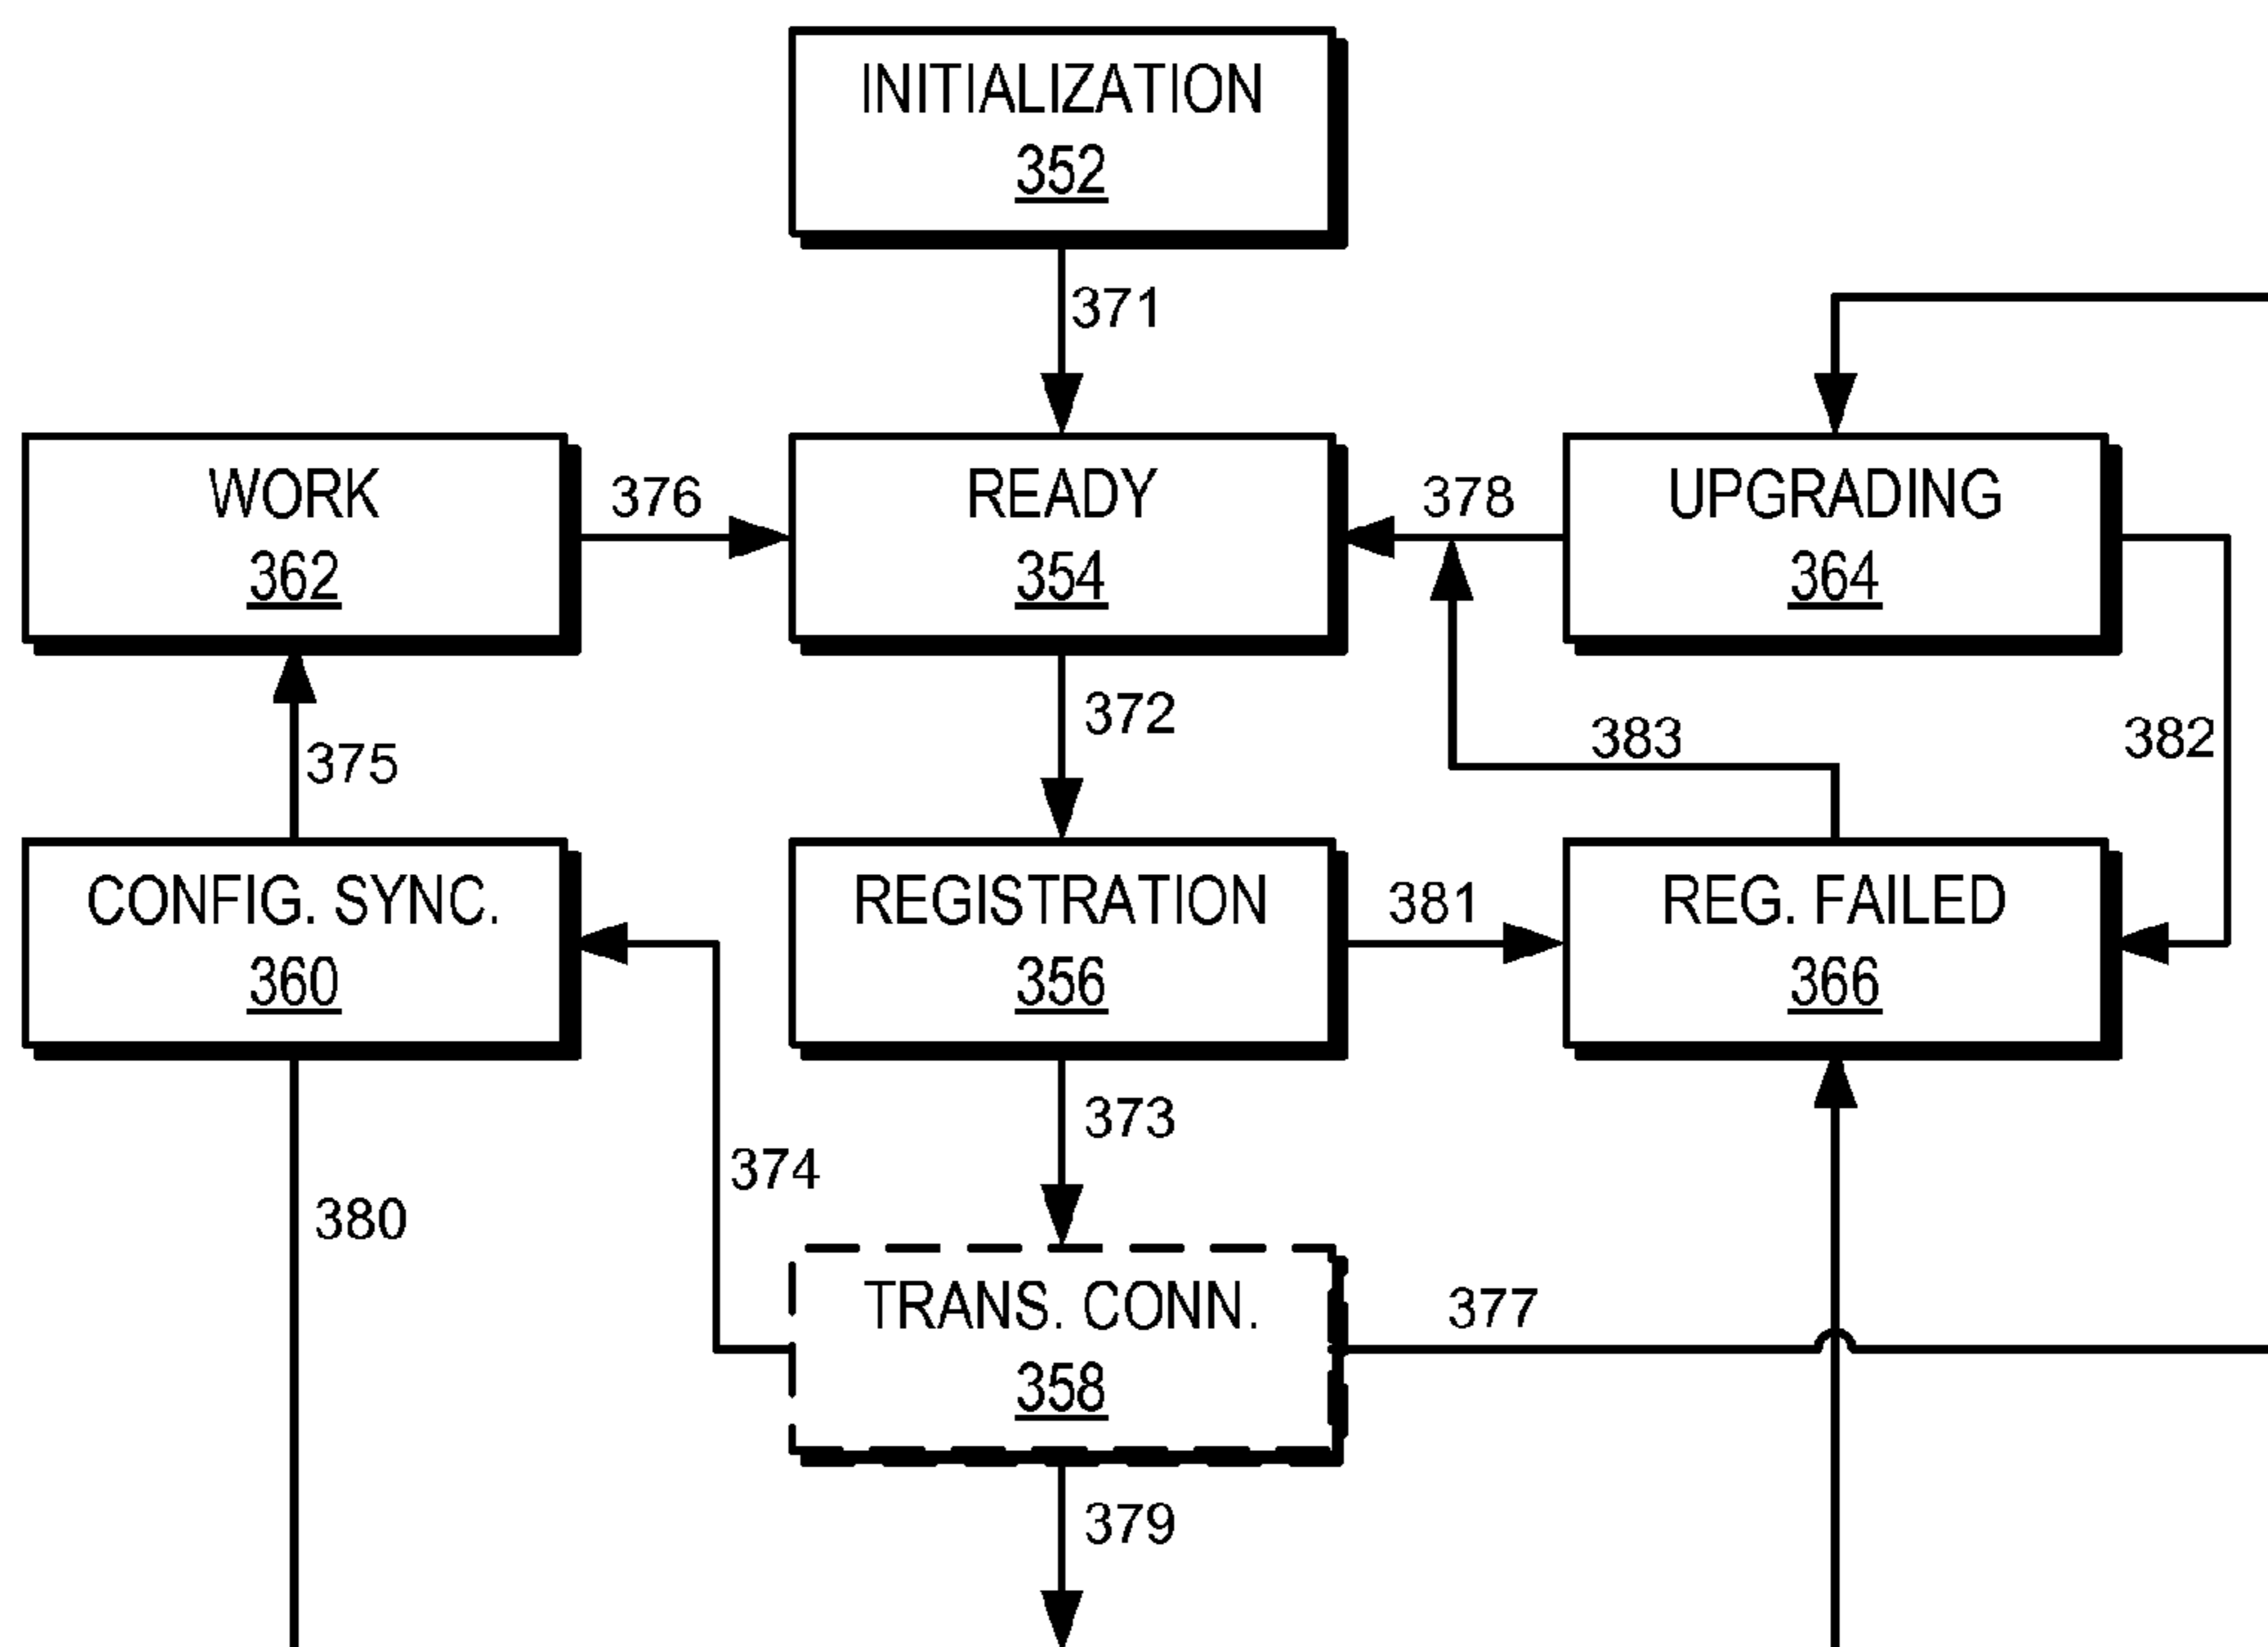 INITIALIZATION
352
371
WORK
362
376
READY
354
378
UPGRADING
364
372
383
382
375
CONFIG. SYNC.
360
REGISTRATION
356
381
REG. FAILED
366
373
374
380
TRANS. CONN.
358
377
379